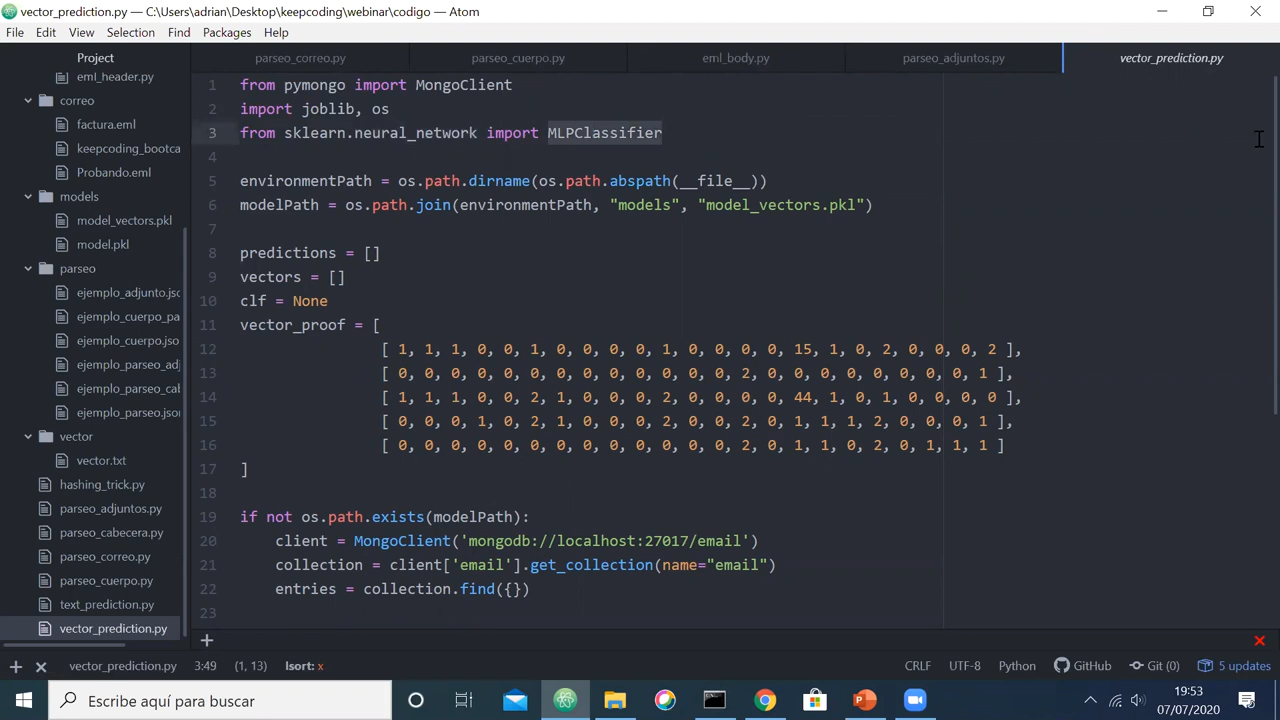 vector_prediction.py — C:\Users\adrian\Desktop\keepcoding\webinar\codigo — Atom
File Edit View Selection Find Packages Help
Project
eml_header.py
correo
factura.eml
keepcoding_bootca
Probando.eml
models
model_vectors.pkl
model.pkl
parseo
ejemplo_adjunto.jsc
ejemplo_cuerpo_pa
ejemplo_cuerpo.jso
ejemplo_parseo_adj
ejemplo_parseo_cab
ejemplo_parseo.json
vector
vector.txt
hashing_trick.py
parseo_adjuntos.py
parseo_cabecera.py
parseo_correo.py
parseo_cuerpo.py
text_prediction.py
vector_prediction.py
parseo_correo.py parseo_cuerpo.py eml_body.py parseo_adjuntos.py vector_prediction.py
1 from pymongo import MongoClient
2 import joblib, os
3 from sklearn.neural_network import MLPClassifier
4
5 environmentPath = os.path.dirname(os.path.abspath(__file__))
6 modelPath = os.path.join(environmentPath, "models", "model_vectors.pkl")
7
8 predictions = []
9 vectors = []
10 clf = None
11 vector_proof = [
12 [ 1, 1, 1, 0, 0, 1, 0, 0, 0, 0, 1, 0, 0, 0, 0, 15, 1, 0, 2, 0, 0, 0, 2 ],
13 [ 0, 0, 0, 0, 0, 0, 0, 0, 0, 0, 0, 0, 0, 2, 0, 0, 0, 0, 0, 0, 0, 0, 1 ],
14 [ 1, 1, 1, 0, 0, 2, 1, 0, 0, 0, 2, 0, 0, 0, 0, 44, 1, 0, 1, 0, 0, 0, 0 ],
15 [ 0, 0, 0, 1, 0, 2, 1, 0, 0, 0, 2, 0, 0, 2, 0, 1, 1, 1, 2, 0, 0, 0, 1 ],
16 [ 0, 0, 0, 0, 0, 0, 0, 0, 0, 0, 0, 0, 0, 2, 0, 1, 1, 0, 2, 0, 1, 1, 1 ]
17 ]
18
19 if not os.path.exists(modelPath):
20 client = MongoClient('mongodb://localhost:27017/email')
21 collection = client['email'].get_collection(name="email")
22 entries = collection.find({})
23
vector_prediction.py 3:49 (1, 13) Isort: x CRLF UTF-8 Python GitHub Git (0) 5 updates
Escribe aquí para buscar
19:53
07/07/2020